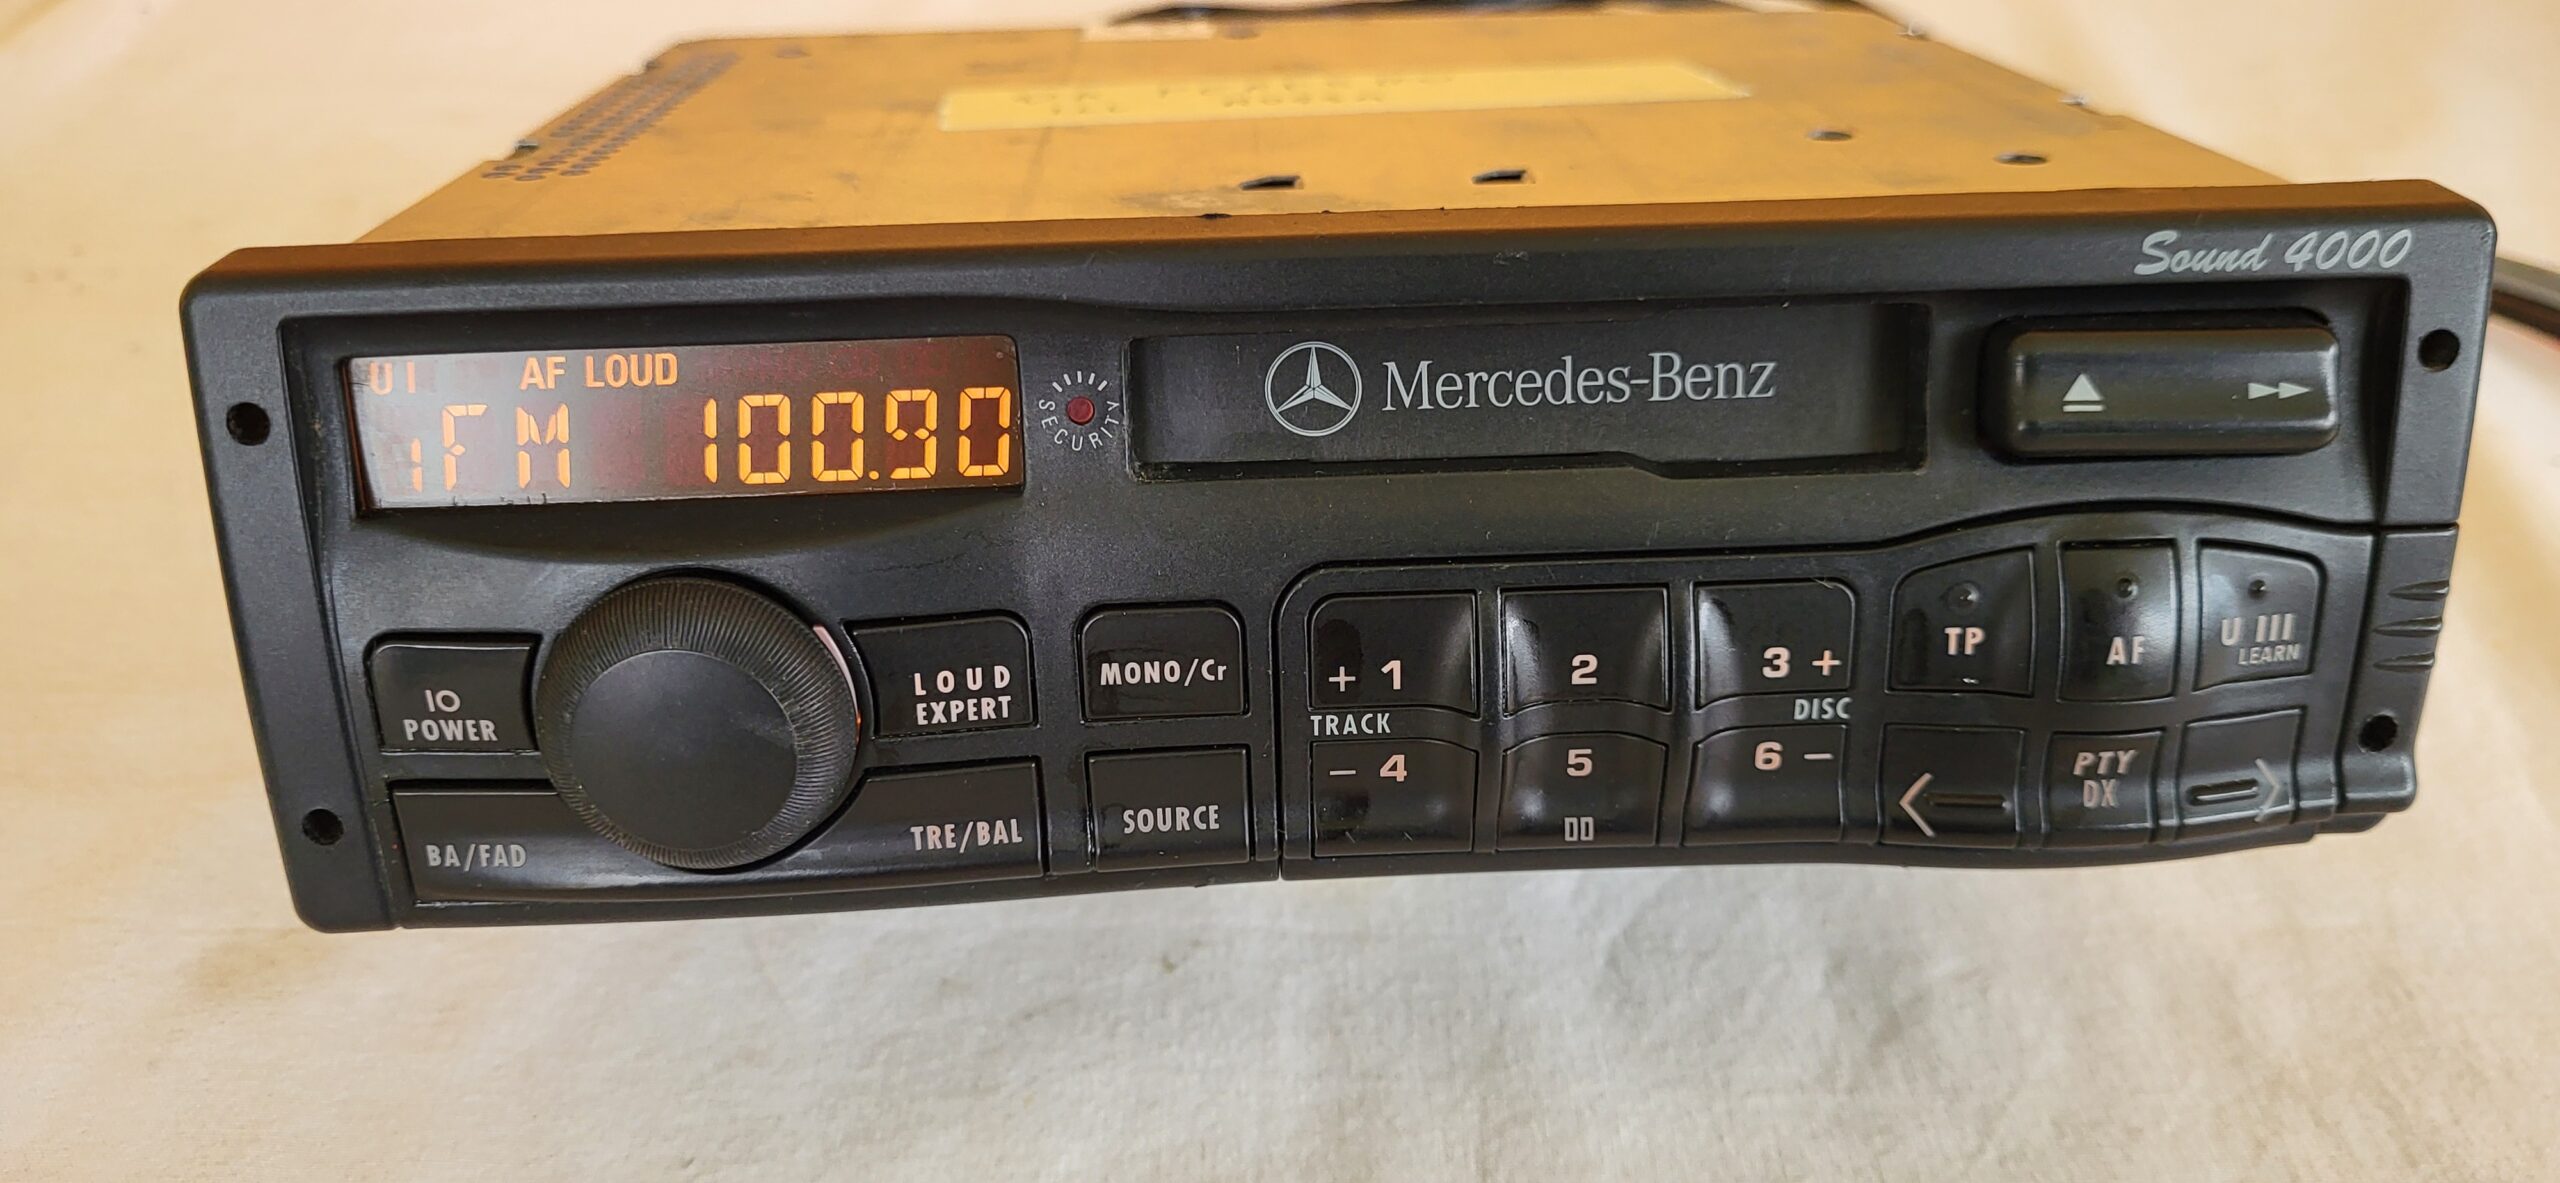 Sound 4000
U I AF LOUD
1 FM 100.90
SECURITY
Mercedes-Benz
IO
POWER
LOUD
EXPERT
MONO/Cr
+ 1
2
3 +
TP
AF
U III
LEARN
TRACK
DISC
BA/FAD
TRE/BAL
SOURCE
− 4
5
6 −
PTY
DX